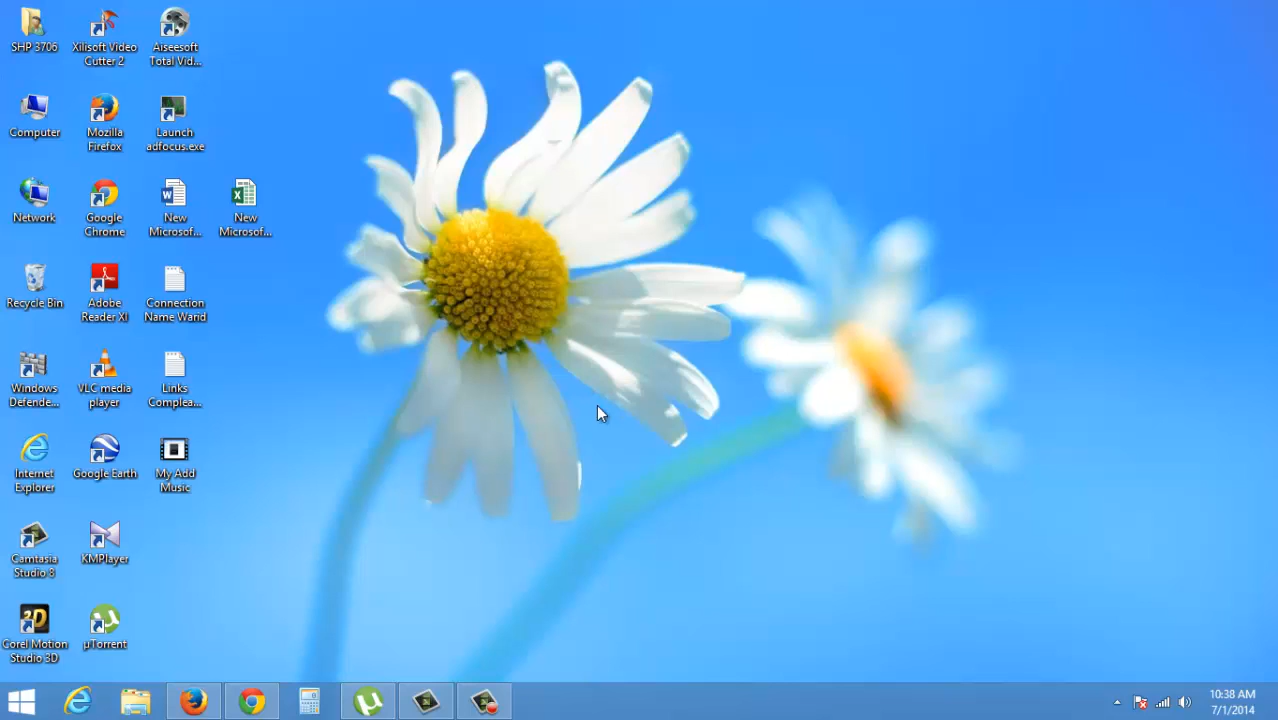 SHP 3706
Xilisoft Video
Cutter 2
Aiseesoft
Total Vid...
Computer
Mozilla
Firefox
Launch
adfocus.exe
Network
Google
Chrome
New
Microsof...
New
Microsof...
Recycle Bin
Adobe
Reader XI
Connection
Name Warid
Windows
Defende...
VLC media
player
Links
Complea...
Internet
Explorer
Google Earth
My Add
Music
Camtasia
Studio 8
KMPlayer
Corel Motion
Studio 3D
µTorrent
10:38 AM
7/1/2014